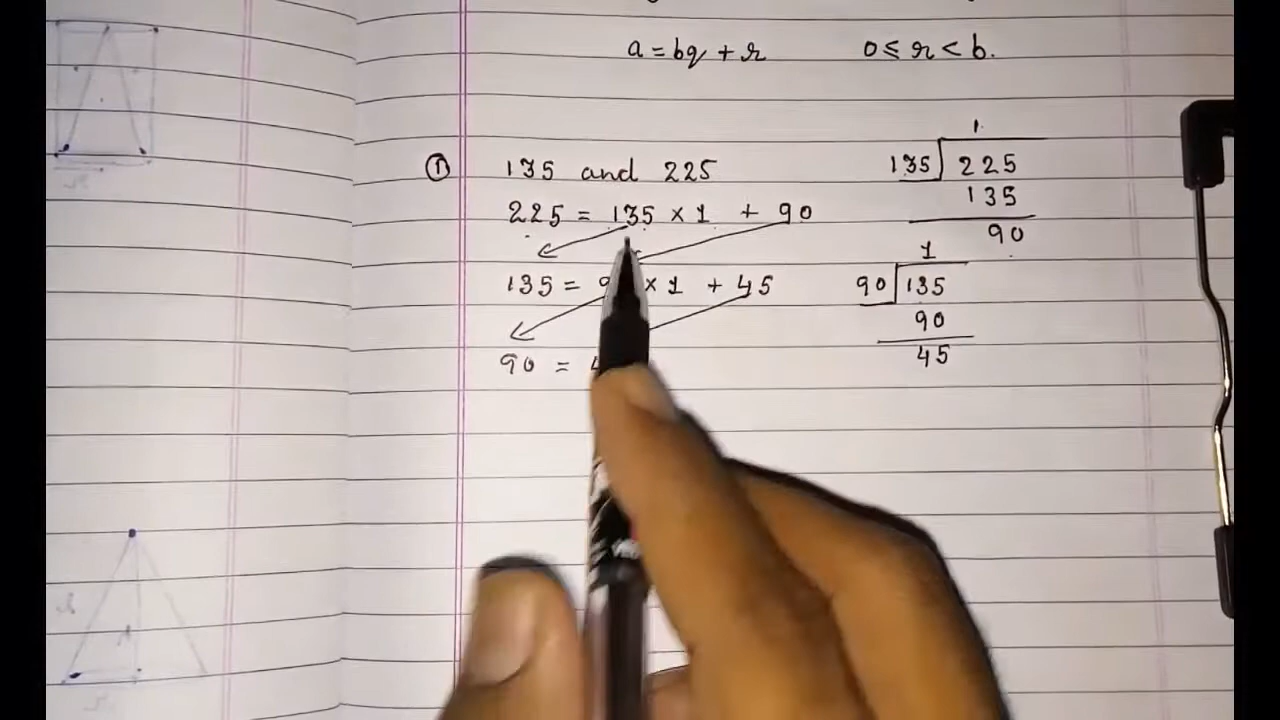 a = bq + r 0 ≤ r < b.
① 135 and 225
225 = 135 × 1 + 90
135 = 9 × 1 + 45
90 =
1
135 225
135
90
1
90 135
90
45